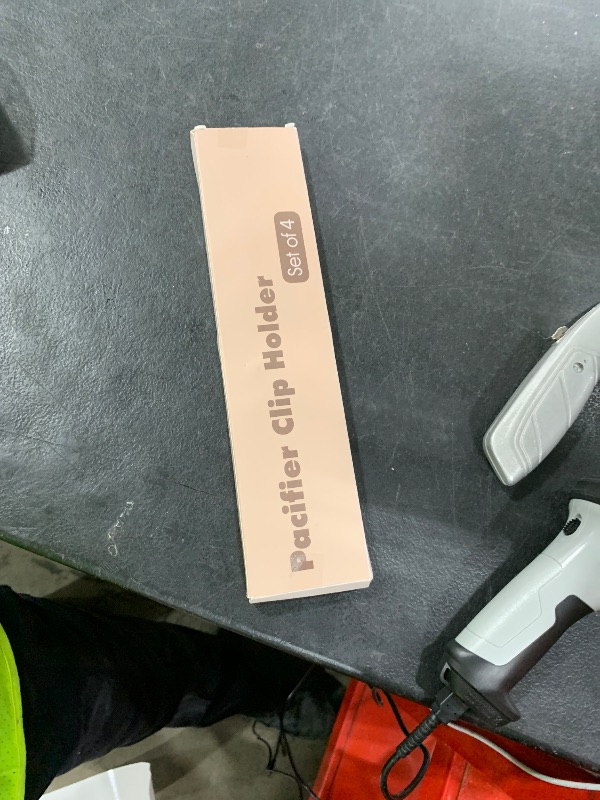 Pacifier Clip Holder
Set of 4